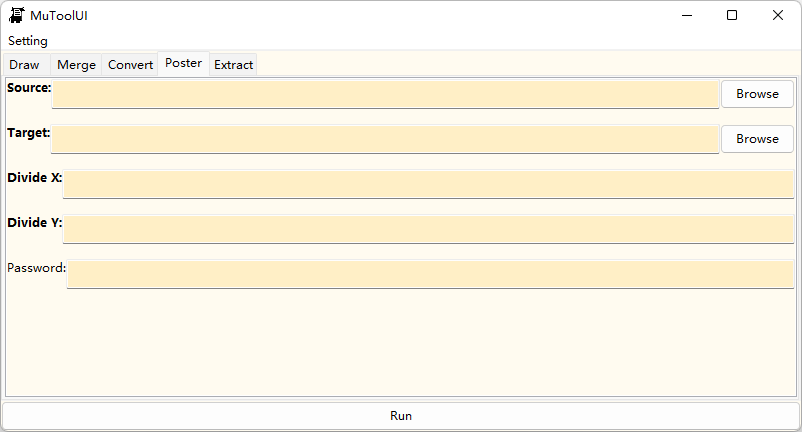 MuToolUI
Setting
Draw Merge Convert Poster Extract
Source: Browse
Target: Browse
Divide X:
Divide Y:
Password:
Run